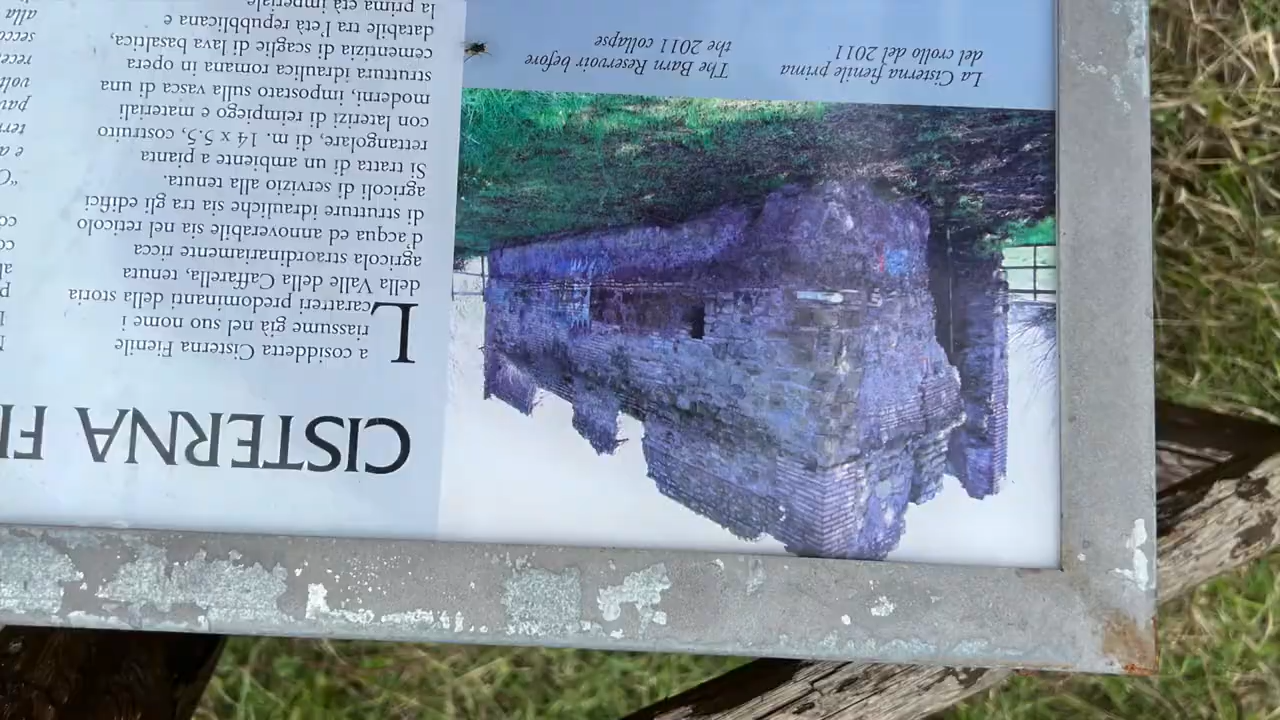 CISTERNA FI
La cosiddetta Cisterna Fienile
riassume già nel suo nome i
caratteri predominanti della storia
della Valle della Caffarella, tenuta
agricola straordinariamente ricca
d'acqua ed annoverabile sia nel reticolo
di strutture idrauliche sia tra gli edifici
agricoli di servizio alla tenuta.
Si tratta di un ambiente a pianta
rettangolare, di m. 14 x 5.5, costruito
con laterizi di reimpiego e materiali
moderni, impostato sulla vasca di una
struttura idraulica romana in opera
cementizia di scaglie di lava basaltica,
databile tra l'età repubblicana e
la prima età imperiale
La Cisterna fienile prima
del crollo del 2011
The Barn Reservoir before
the 2011 collapse